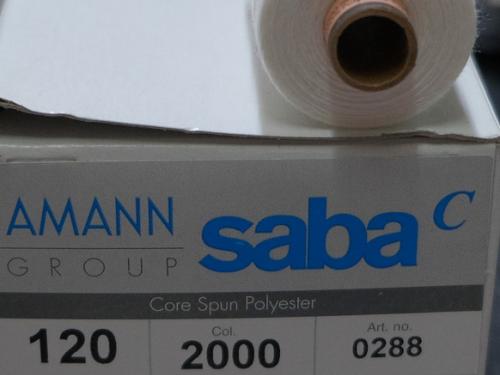 AMANN
GROUP
saba C
Core Spun Polyester
120
Col.
2000
Art. no.
0288